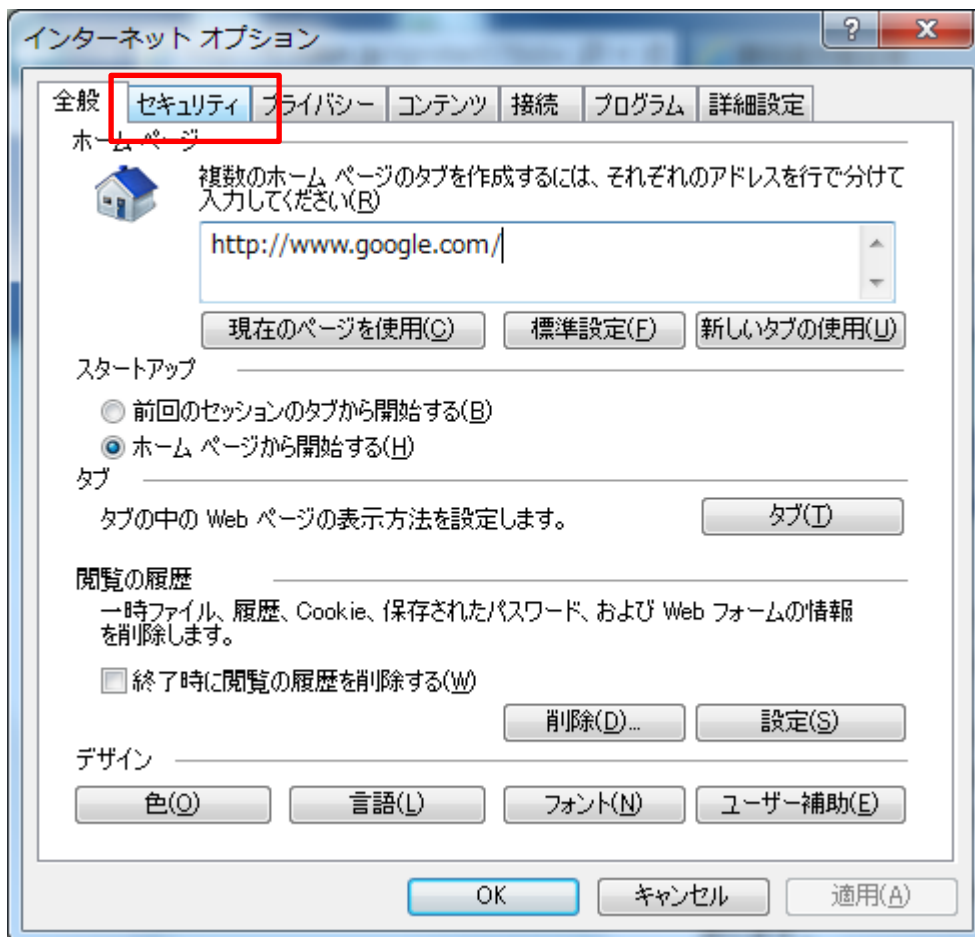 インターネット オプション
全般 セキュリティ プライバシー コンテンツ 接続 プログラム 詳細設定
ホーム ページ
複数のホーム ページのタブを作成するには、それぞれのアドレスを行で分けて
入力してください(R)
http://www.google.com/
現在のページを使用(C) 標準設定(F) 新しいタブの使用(U)
スタートアップ
前回のセッションのタブから開始する(B)
ホーム ページから開始する(H)
タブ
タブの中の Web ページの表示方法を設定します。 タブ(T)
閲覧の履歴
一時ファイル、履歴、Cookie、保存されたパスワード、および Web フォームの情報
を削除します。
終了時に閲覧の履歴を削除する(W)
削除(D)... 設定(S)
デザイン
色(O) 言語(L) フォント(N) ユーザー補助(E)
OK キャンセル 適用(A)